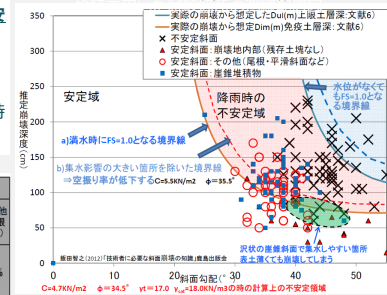 実際の崩壊から想定したDul(m)上販土層深:文献6)
実際の崩壊から想定Dim(m)免疫土層深:文献6)
不安定斜面
安定斜面:崩壊地内部(残存土塊なし)
安定斜面:その他(尾根・平滑斜面など)
安定斜面:崖錐堆積物
350
300
250
200
150
100
50
0
推定崩壊深度(cm)
安定域
降雨時の
不安定域
水位がなくて
もFS=1.0とな
る境界線
a)満水時にFS=1.0となる境界線
b)集水影響の大きい箇所を除いた境界線
⇒空振り率が低下する C=5.5KN/m2 φ=35.5°
沢状の崖錐斜面で集水しやすい箇所
表土薄くても崩壊してしまう
飯田智之(2012)「技術者に必要な斜面崩壊の知識」鹿島出版会
0
10
20
30
40
50
斜面勾配(°)
C=4.7KN/m2 φ=34.5° γt=17.0 γsat=18.0KN/m3の時の計算上の不安定領域